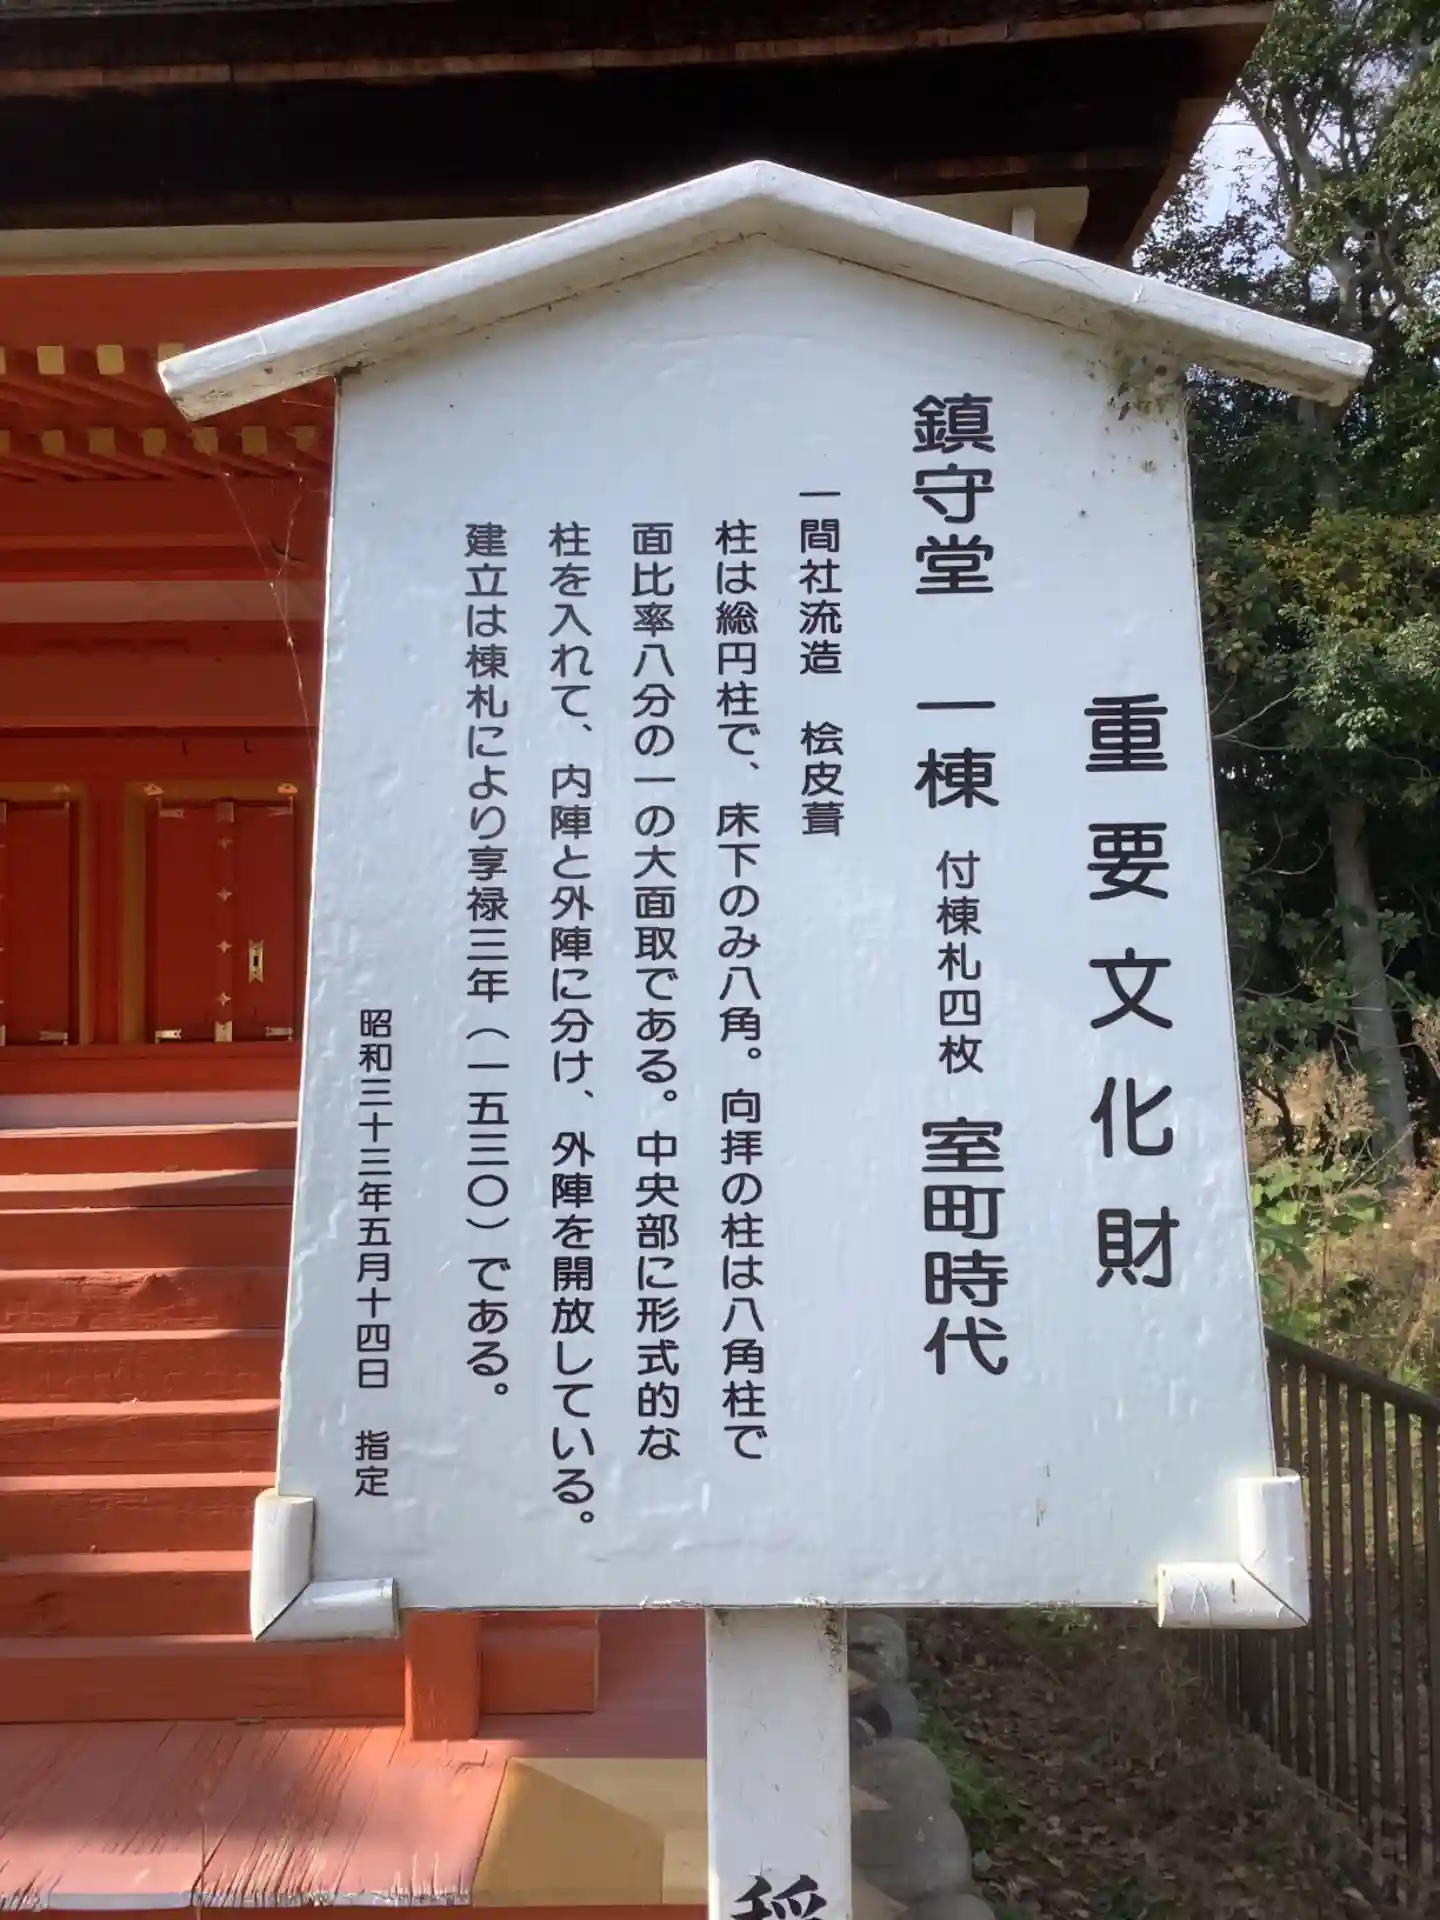 重要文化財
鎮守堂 一棟 付棟札四枚 室町時代
一間社流造 桧皮葺
柱は総円柱で、床下のみ八角。向拝の柱は八角柱で
面比率八分の一の大面取である。中央部に形式的な
柱を入れて、内陣と外陣に分け、外陣を開放している。
建立は棟札により享禄三年（一五三〇）である。
昭和三十三年五月十四日 指定